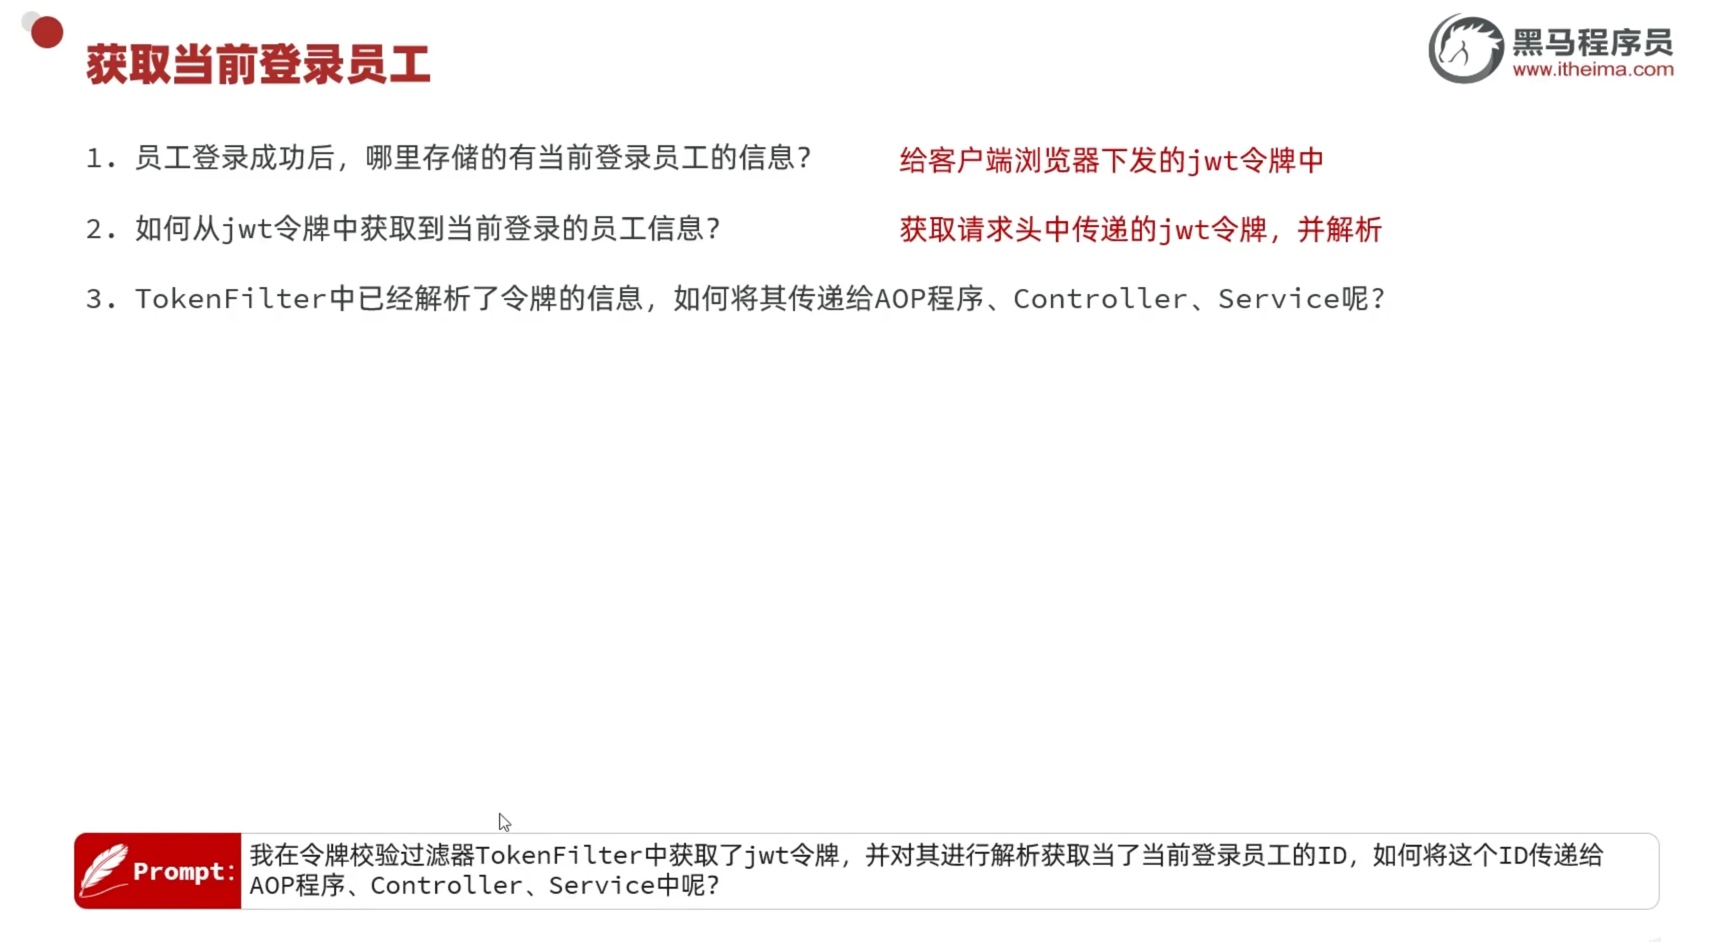 获取当前登录员工
黑马程序员
www.itheima.com
1. 员工登录成功后，哪里存储的有当前登录员工的信息？ 给客户端浏览器下发的jwt令牌中
2. 如何从jwt令牌中获取到当前登录的员工信息？ 获取请求头中传递的jwt令牌，并解析
3. TokenFilter中已经解析了令牌的信息，如何将其传递给AOP程序、Controller、Service呢？
Prompt: 我在令牌校验过滤器TokenFilter中获取了jwt令牌，并对其进行解析获取当了当前登录员工的ID，如何将这个ID传递给
AOP程序、Controller、Service中呢？